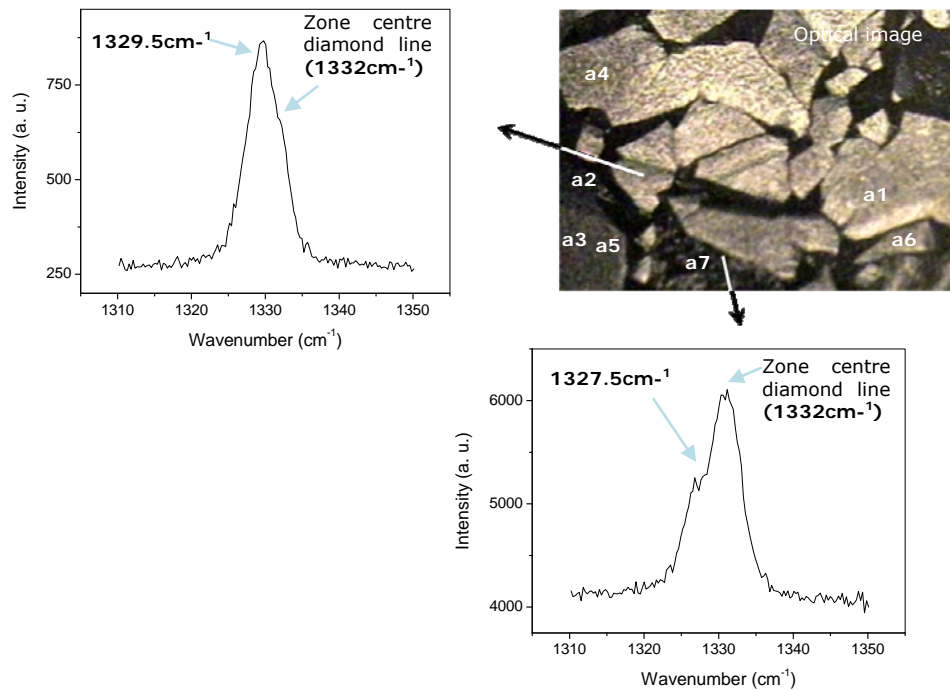 1329.5cm-¹
Zone centre
diamond line
(1332cm-¹)
Intensity (a. u.)
750
500
250
1310 1320 1330 1340 1350
Wavenumber (cm⁻¹)
Optical image
a4
a2
a1
a3
a5
a6
a7
1327.5cm-¹
Zone centre
diamond line
(1332cm-¹)
Intensity (a. u.)
6000
5000
4000
1310 1320 1330 1340 1350
Wavenumber (cm⁻¹)